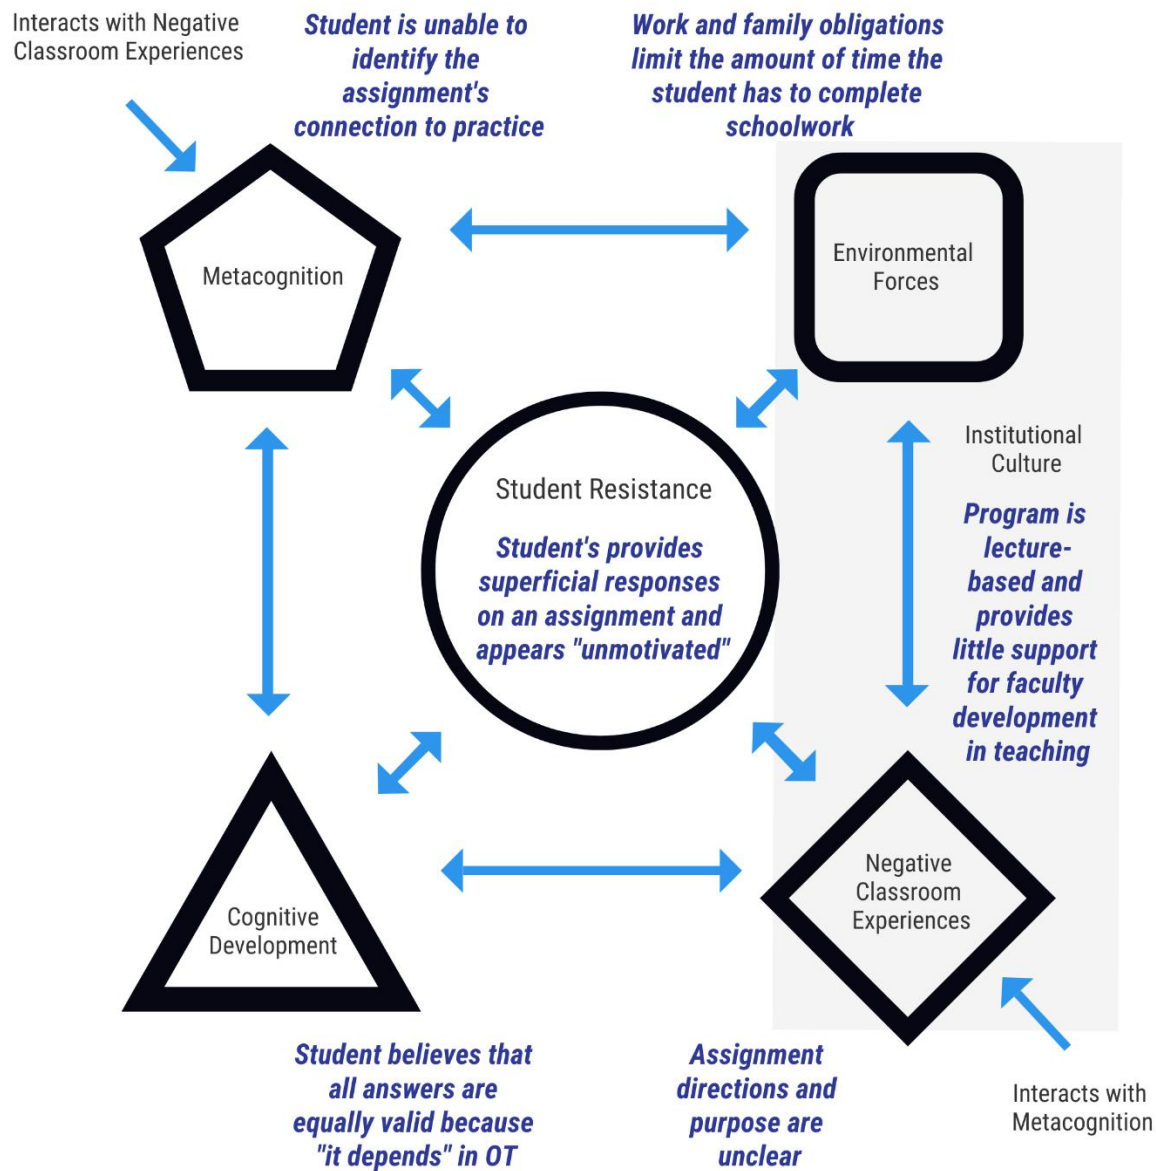 Interacts with Negative
Classroom Experiences
Student is unable to
identify the
assignment's
connection to practice
Work and family obligations
limit the amount of time the
student has to complete
schoolwork
Metacognition
Environmental
Forces
Student Resistance
Student's provides
superficial responses
on an assignment and
appears "unmotivated"
Institutional
Culture
Program is
lecture-
based and
provides
little support
for faculty
development
in teaching
Cognitive
Development
Negative
Classroom
Experiences
Student believes that
all answers are
equally valid because
"it depends" in OT
Assignment
directions and
purpose are
unclear
Interacts with
Metacognition